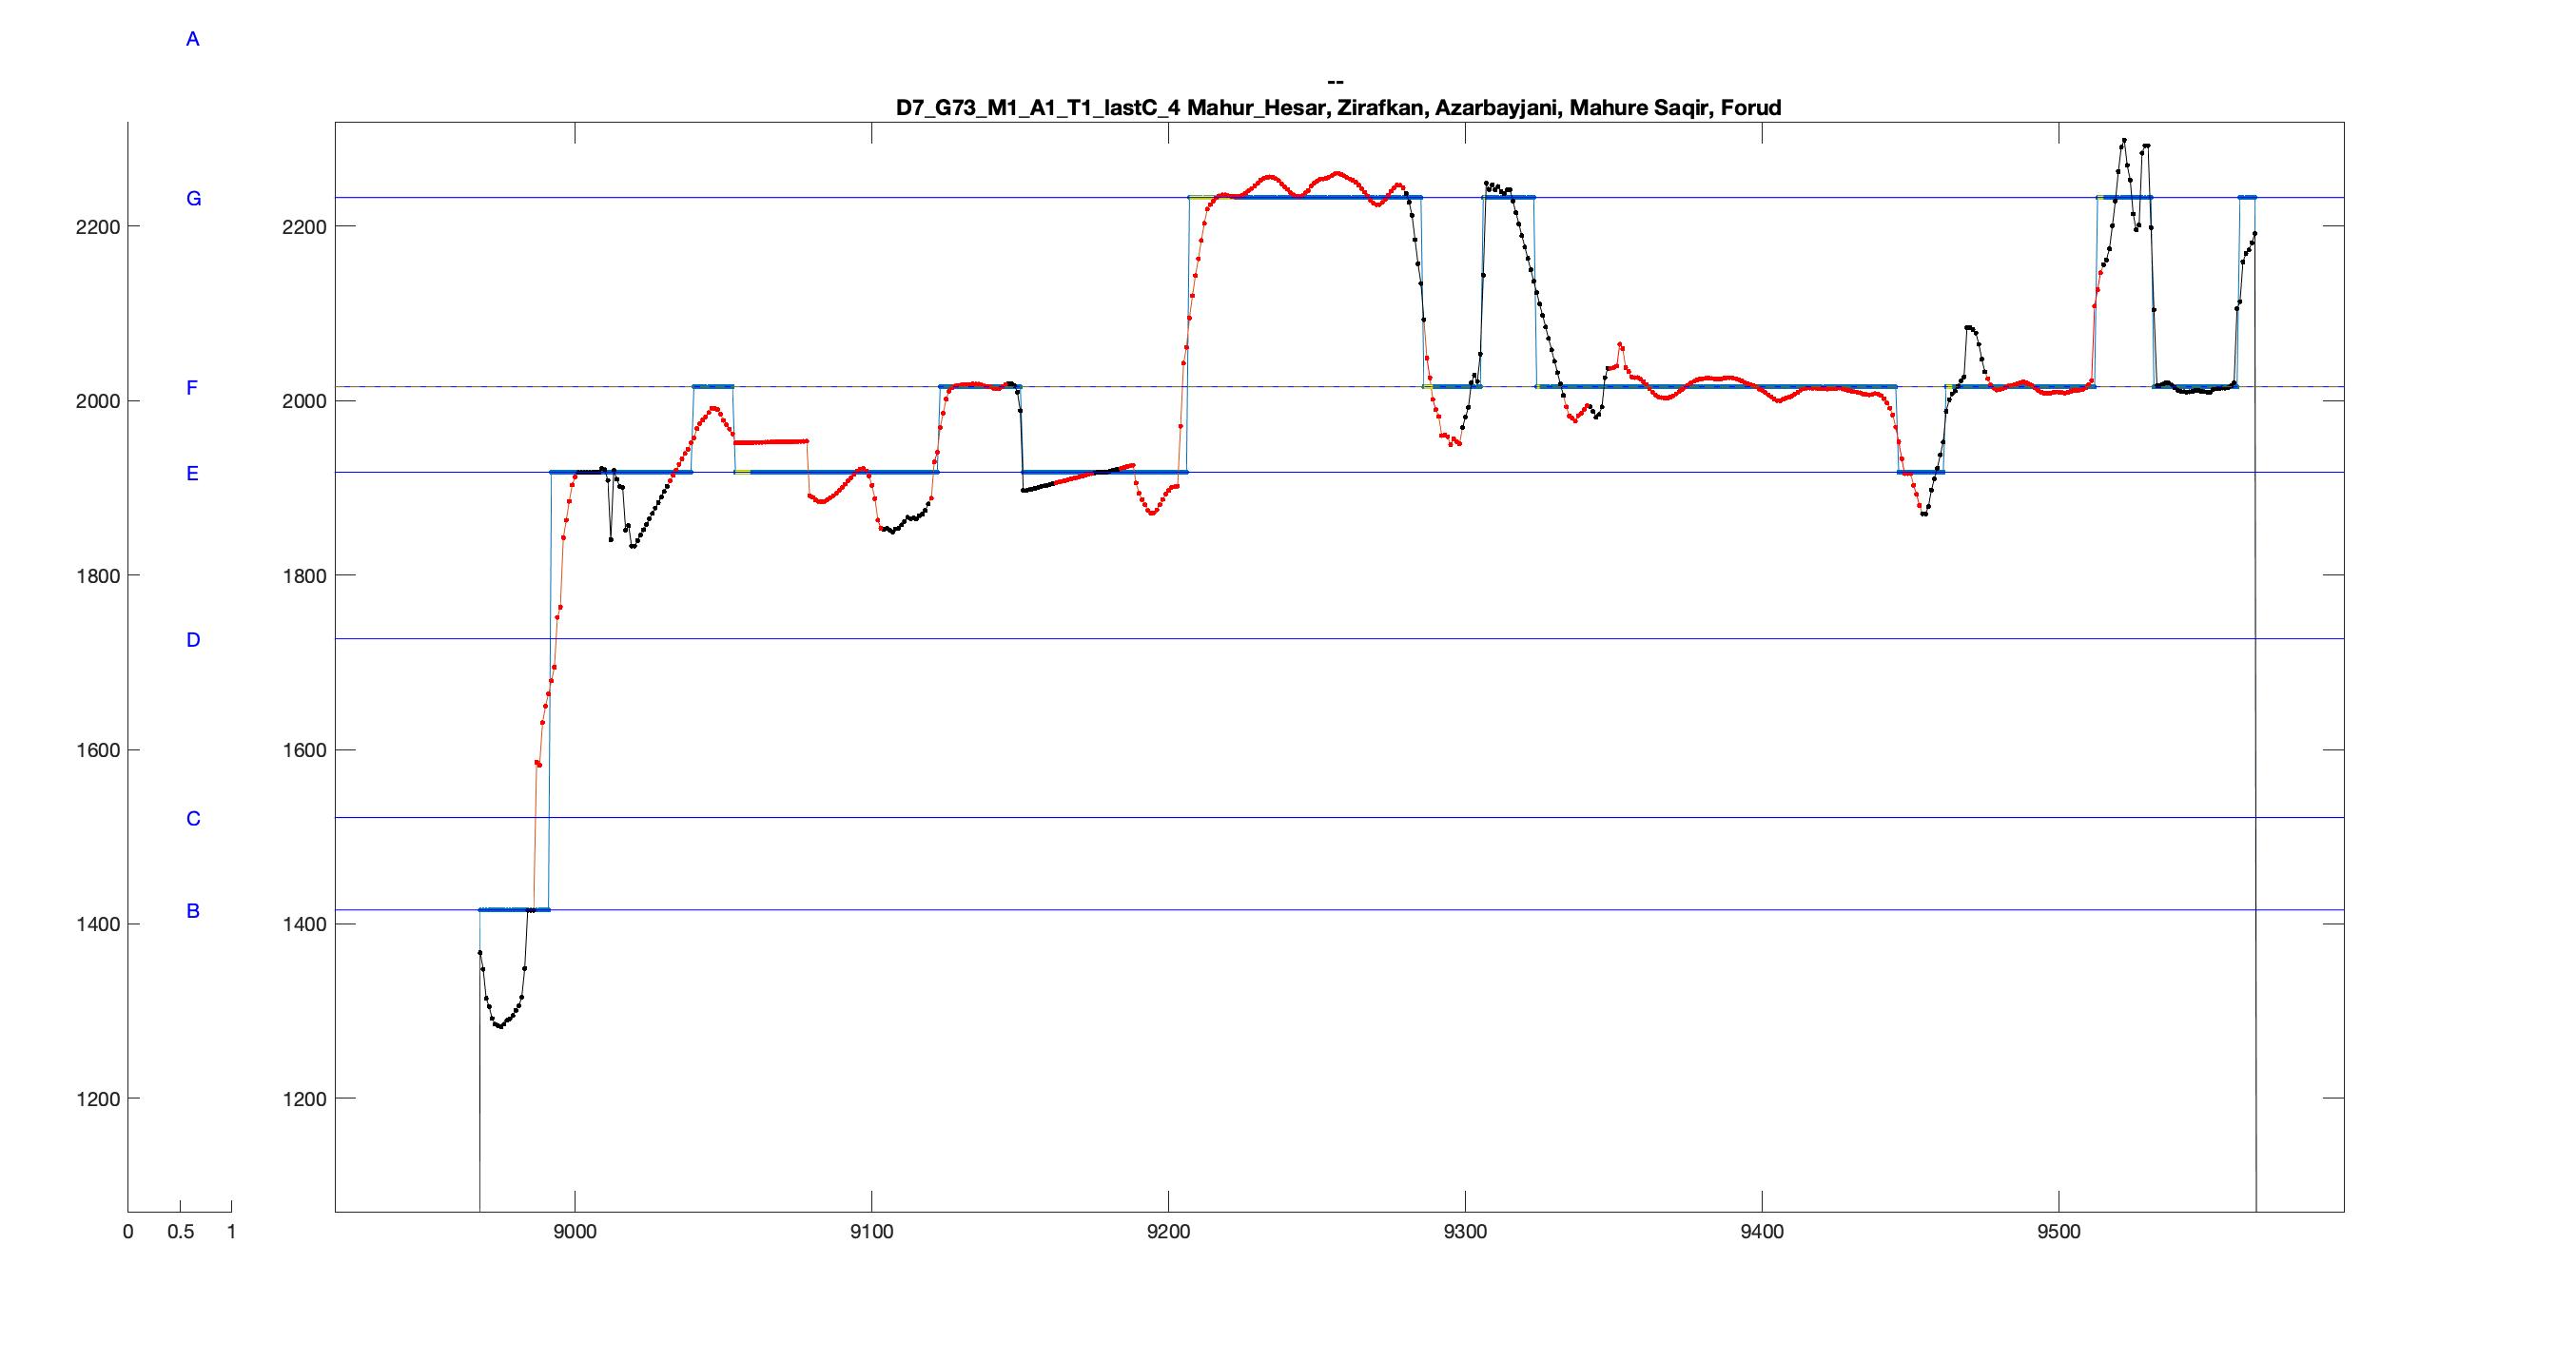 A
--
D7_G73_M1_A1_T1_lastC_4 Mahur_Hesar, Zirafkan, Azarbayjani, Mahure Saqir, Forud
G
2200 2200
F
2000 2000
E
1800 1800
D
1600 1600
C
B
1400 1400
1200 1200
0 0.5 1 9000 9100 9200 9300 9400 9500